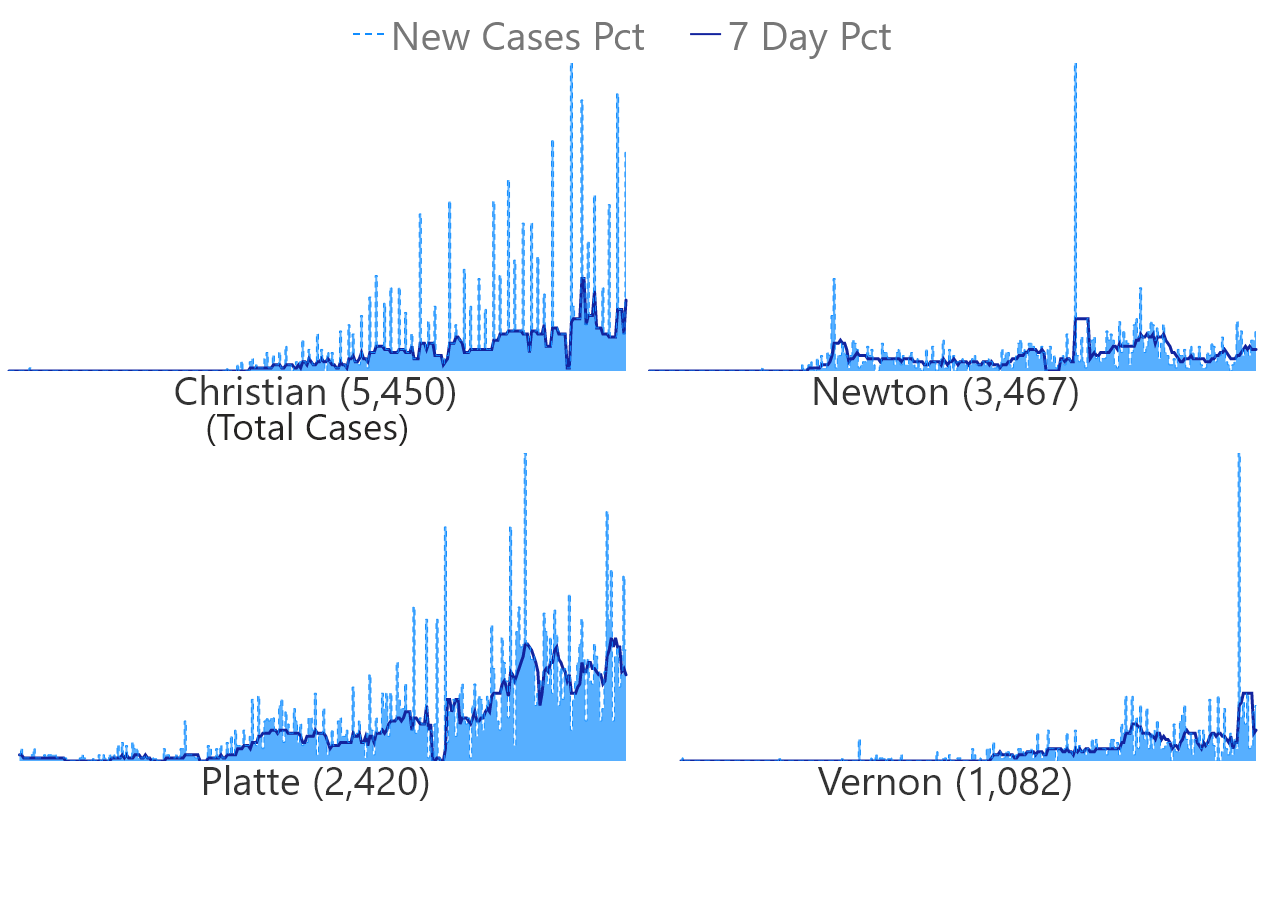 New Cases Pct 7 Day Pct
Christian (5,450)
(Total Cases)
Newton (3,467)
Platte (2,420)
Vernon (1,082)